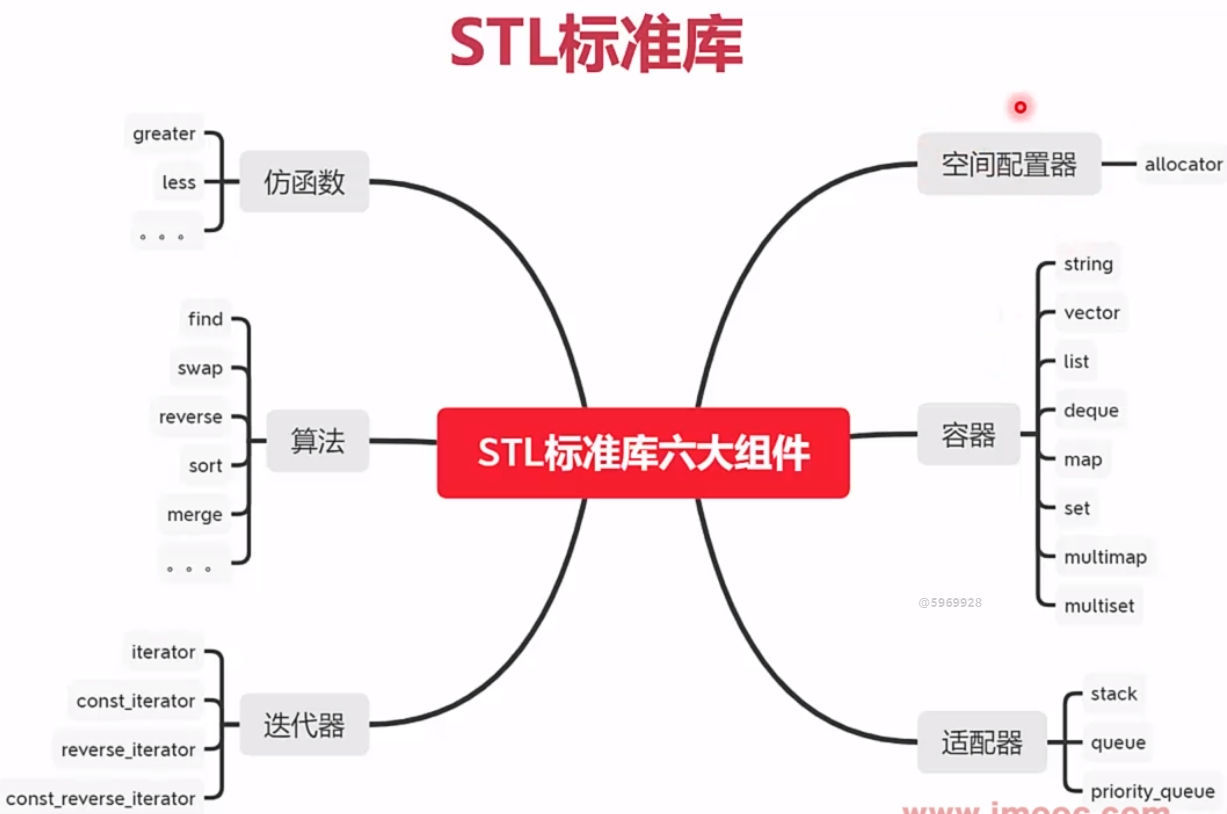 STL标准库
greater
less
。。。
仿函数
find
swap
reverse
sort
merge
。。。
算法
iterator
const_iterator
reverse_iterator
const_reverse_iterator
迭代器
STL标准库六大组件
空间配置器
allocator
容器
string
vector
list
deque
map
set
multimap
multiset
@5969928
适配器
stack
queue
priority_queue
www.imooc.com